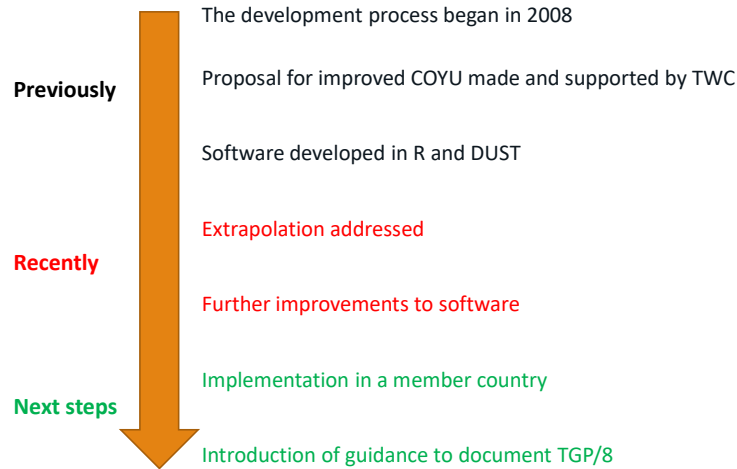 The development process began in 2008
Previously
Proposal for improved COYU made and supported by TWC
Software developed in R and DUST
Extrapolation addressed
Recently
Further improvements to software
Implementation in a member country
Next steps
Introduction of guidance to document TGP/8